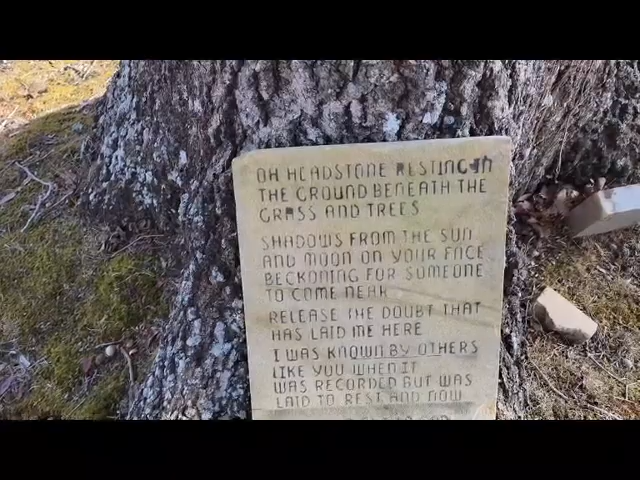 OH HEADSTONE RESTING IN
THE GROUND BENEATH THE
GRASS AND TREES
SHADOWS FROM THE SUN
AND MOON ON YOUR FACE
BECKONING FOR SOMEONE
TO COME NEAR
RELEASE THE DOUBT THAT
HAS LAID ME HERE
I WAS KNOWN BY OTHERS
LIKE YOU THEN IT
WAS RECORDED BUT WAS
LAID TO REST AND NOW